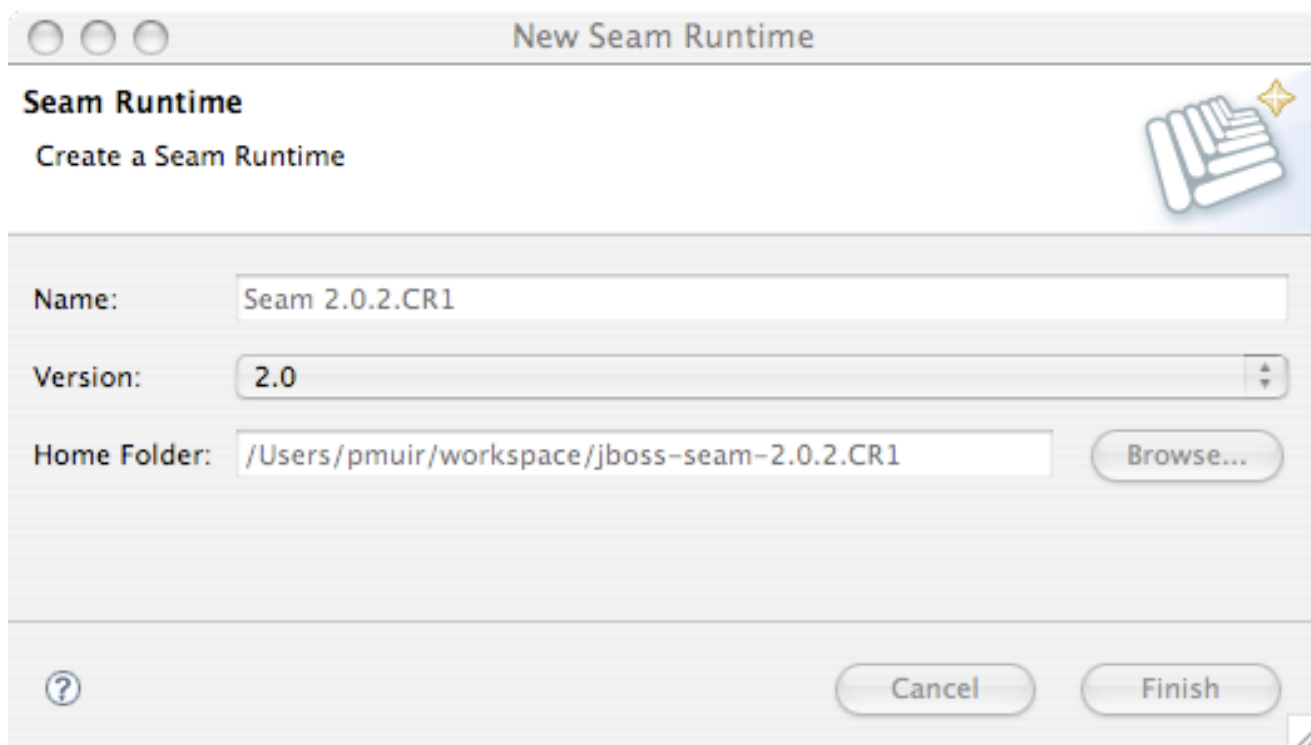 New Seam Runtime
Seam Runtime
Create a Seam Runtime
Name: Seam 2.0.2.CR1
Version: 2.0
Home Folder: /Users/pmuir/workspace/jboss-seam-2.0.2.CR1 Browse...
? Cancel Finish